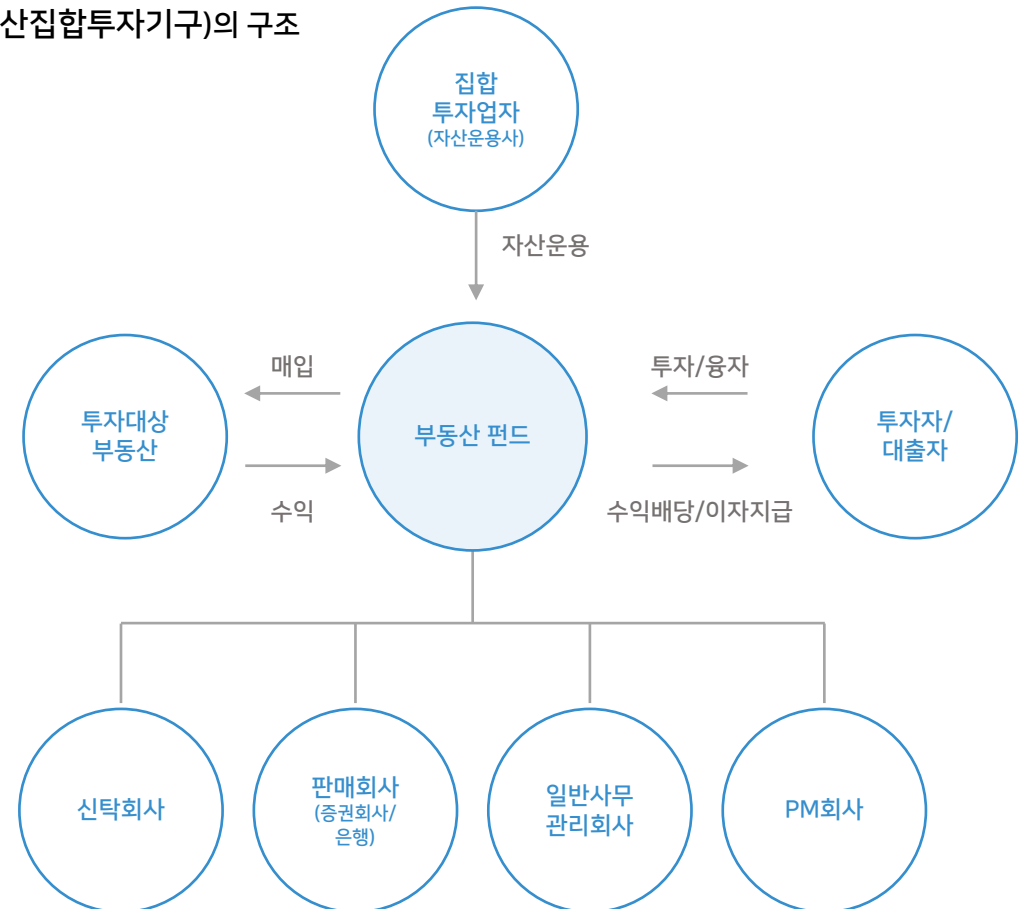 산집합투자기구)의 구조
집합
투자업자
(자산운용사)
자산운용
매입
투자/융자
투자대상
부동산
부동산 펀드
투자자/
대출자
수익
수익배당/이자지급
신탁회사
판매회사
(증권회사/
은행)
일반사무
관리회사
PM회사